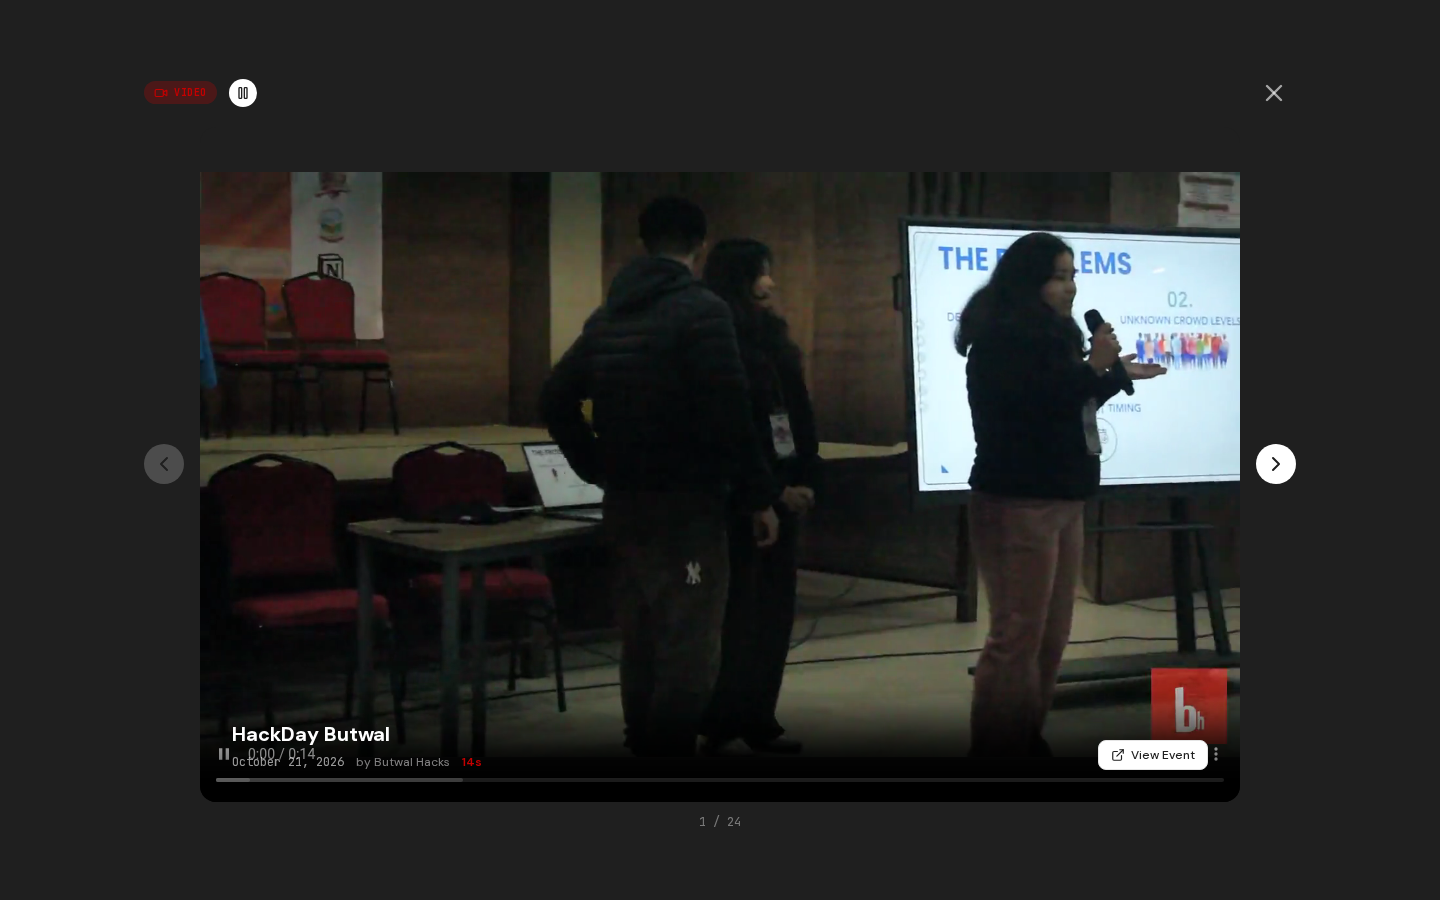 VIDEO
N
THE
EMS
02.
UNKNOWN CROWD LEVELS
TIMING
bh
HackDay Butwal
0:00 / 0:14
October 21, 2026 by Butwal Hacks 14s
View Event
1 / 24